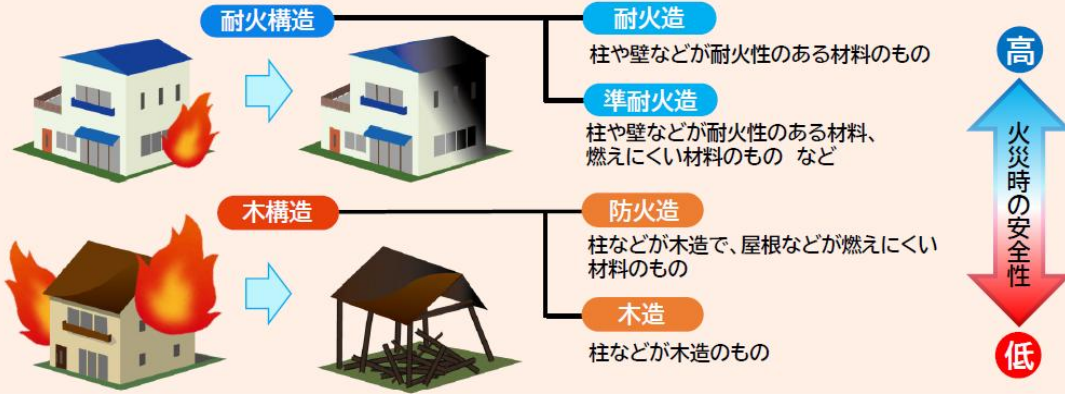 耐火構造
耐火造
柱や壁などが耐火性のある材料のもの
準耐火造
柱や壁などが耐火性のある材料、
燃えにくい材料のもの など
木構造
防火造
柱などが木造で、屋根などが燃えにくい
材料のもの
木造
柱などが木造のもの
高
火災時の安全性
低